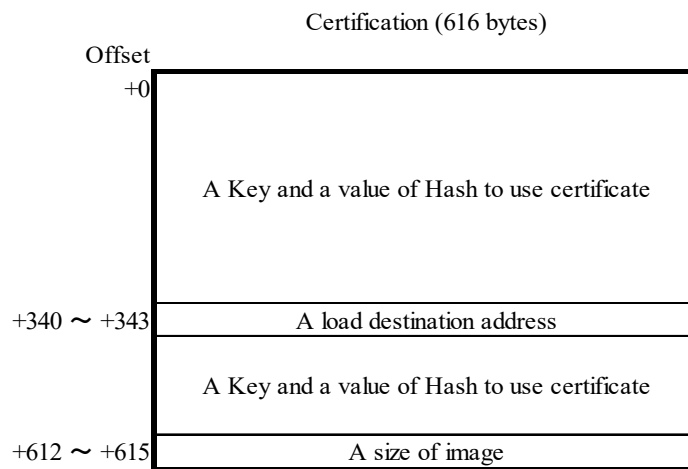 Certification (616 bytes)
Offset
+0
A Key and a value of Hash to use certificate
+340 ～ +343
A load destination address
A Key and a value of Hash to use certificate
+612 ～ +615
A size of image